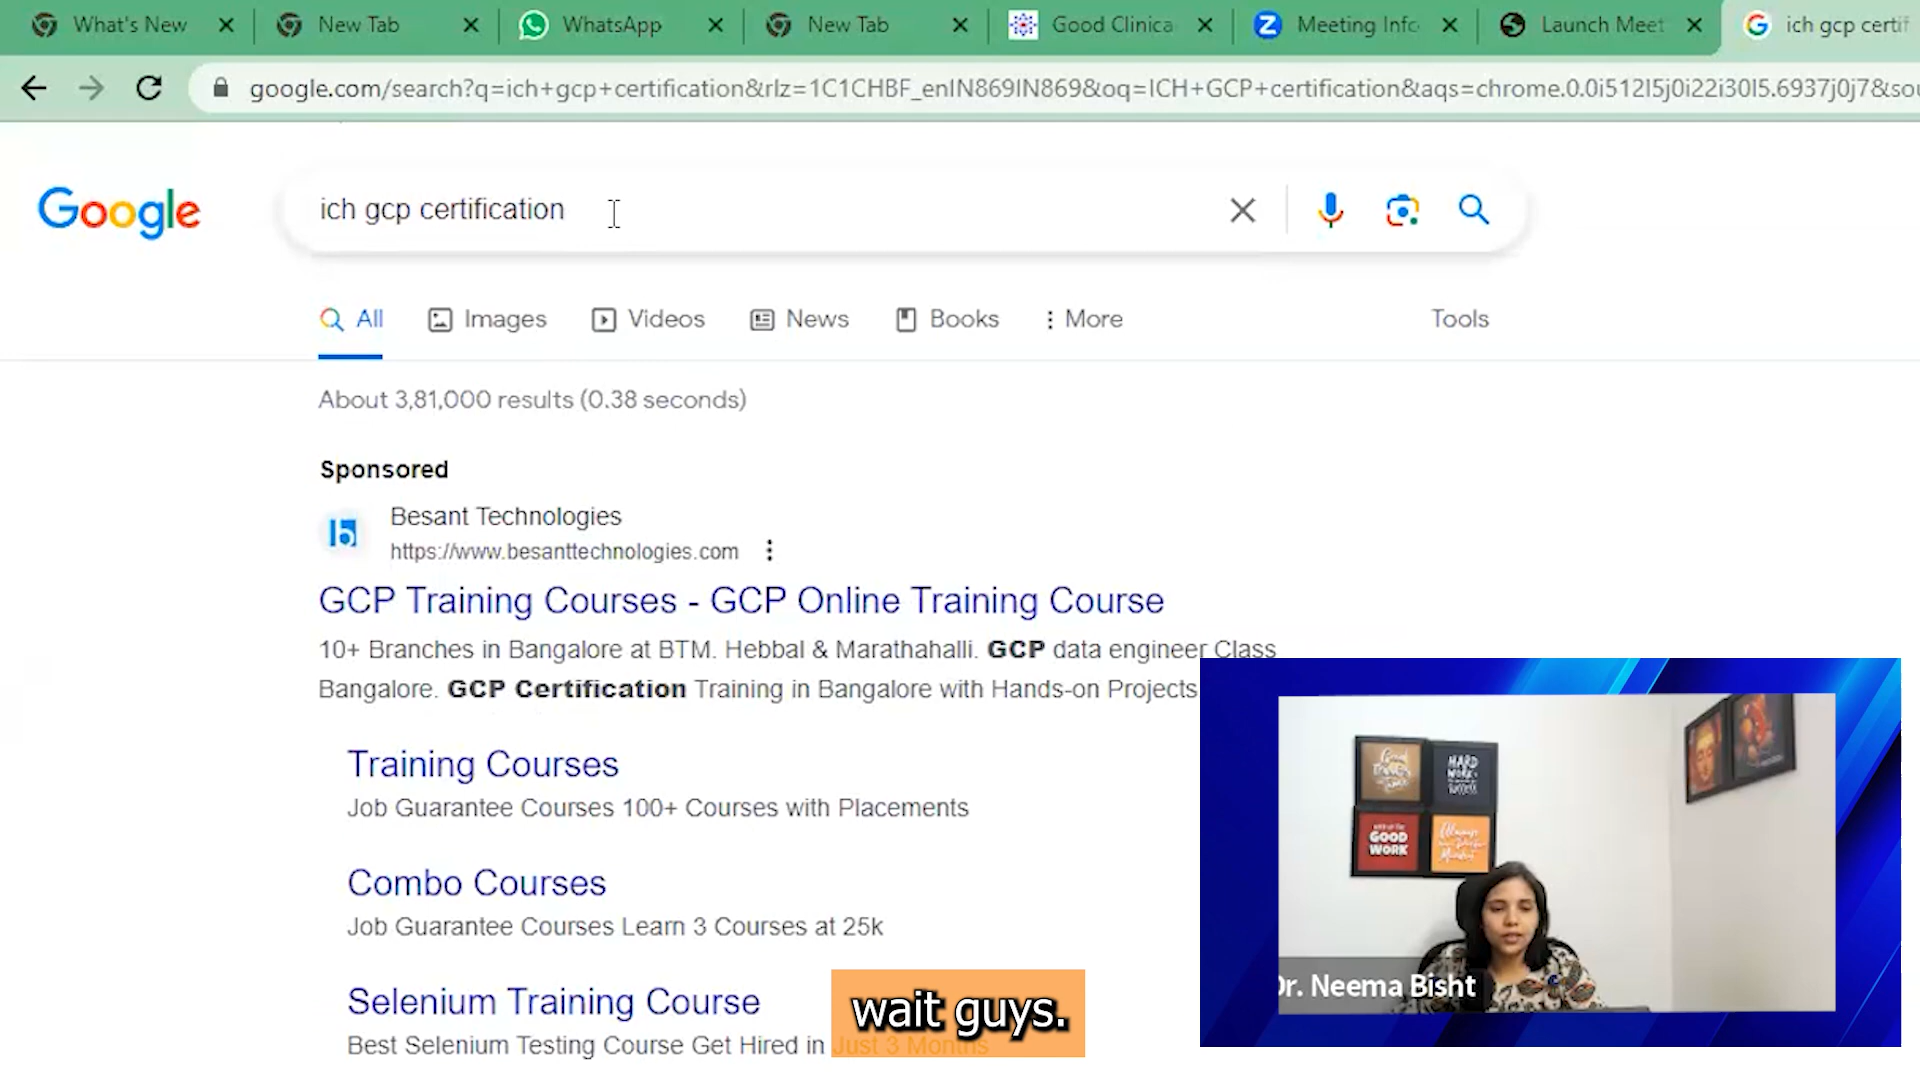 What's New
New Tab
WhatsApp
New Tab
Good Clinica
Meeting Info
Launch Meet
ich gcp certif
google.com/search?q=ich+gcp+certification&rlz=1C1CHBF_enIN869IN869&oq=ICH+GCP+certification&aqs=chrome.0.0i512l5j0i22i30l5.6937j0j7&sou
Google
ich gcp certification
All
Images
Videos
News
Books
More
Tools
About 3,81,000 results (0.38 seconds)
Sponsored
Besant Technologies
https://www.besanttechnologies.com
GCP Training Courses - GCP Online Training Course
10+ Branches in Bangalore at BTM. Hebbal & Marathahalli. GCP data engineer Class
Bangalore. GCP Certification Training in Bangalore with Hands-on Projects
Training Courses
Job Guarantee Courses 100+ Courses with Placements
Combo Courses
Job Guarantee Courses Learn 3 Courses at 25k
Selenium Training Course
Best Selenium Testing Course Get Hired in Just 3 Months
wait guys.
HARD
WORK
SUCCESS
GOOD
WORK
Dr. Neema Bisht